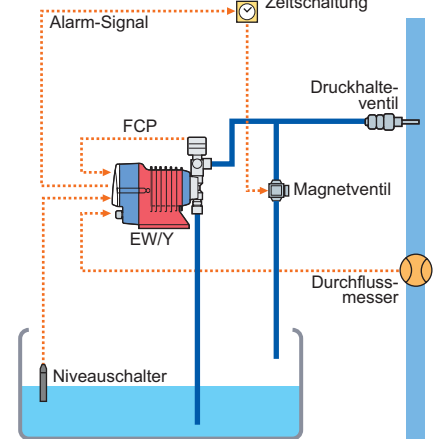 Zeitschaltung
Alarm-Signal
Druckhalte-
ventil
FCP
Magnetventil
EW/Y
Durchfluss-
messer
Niveauschalter